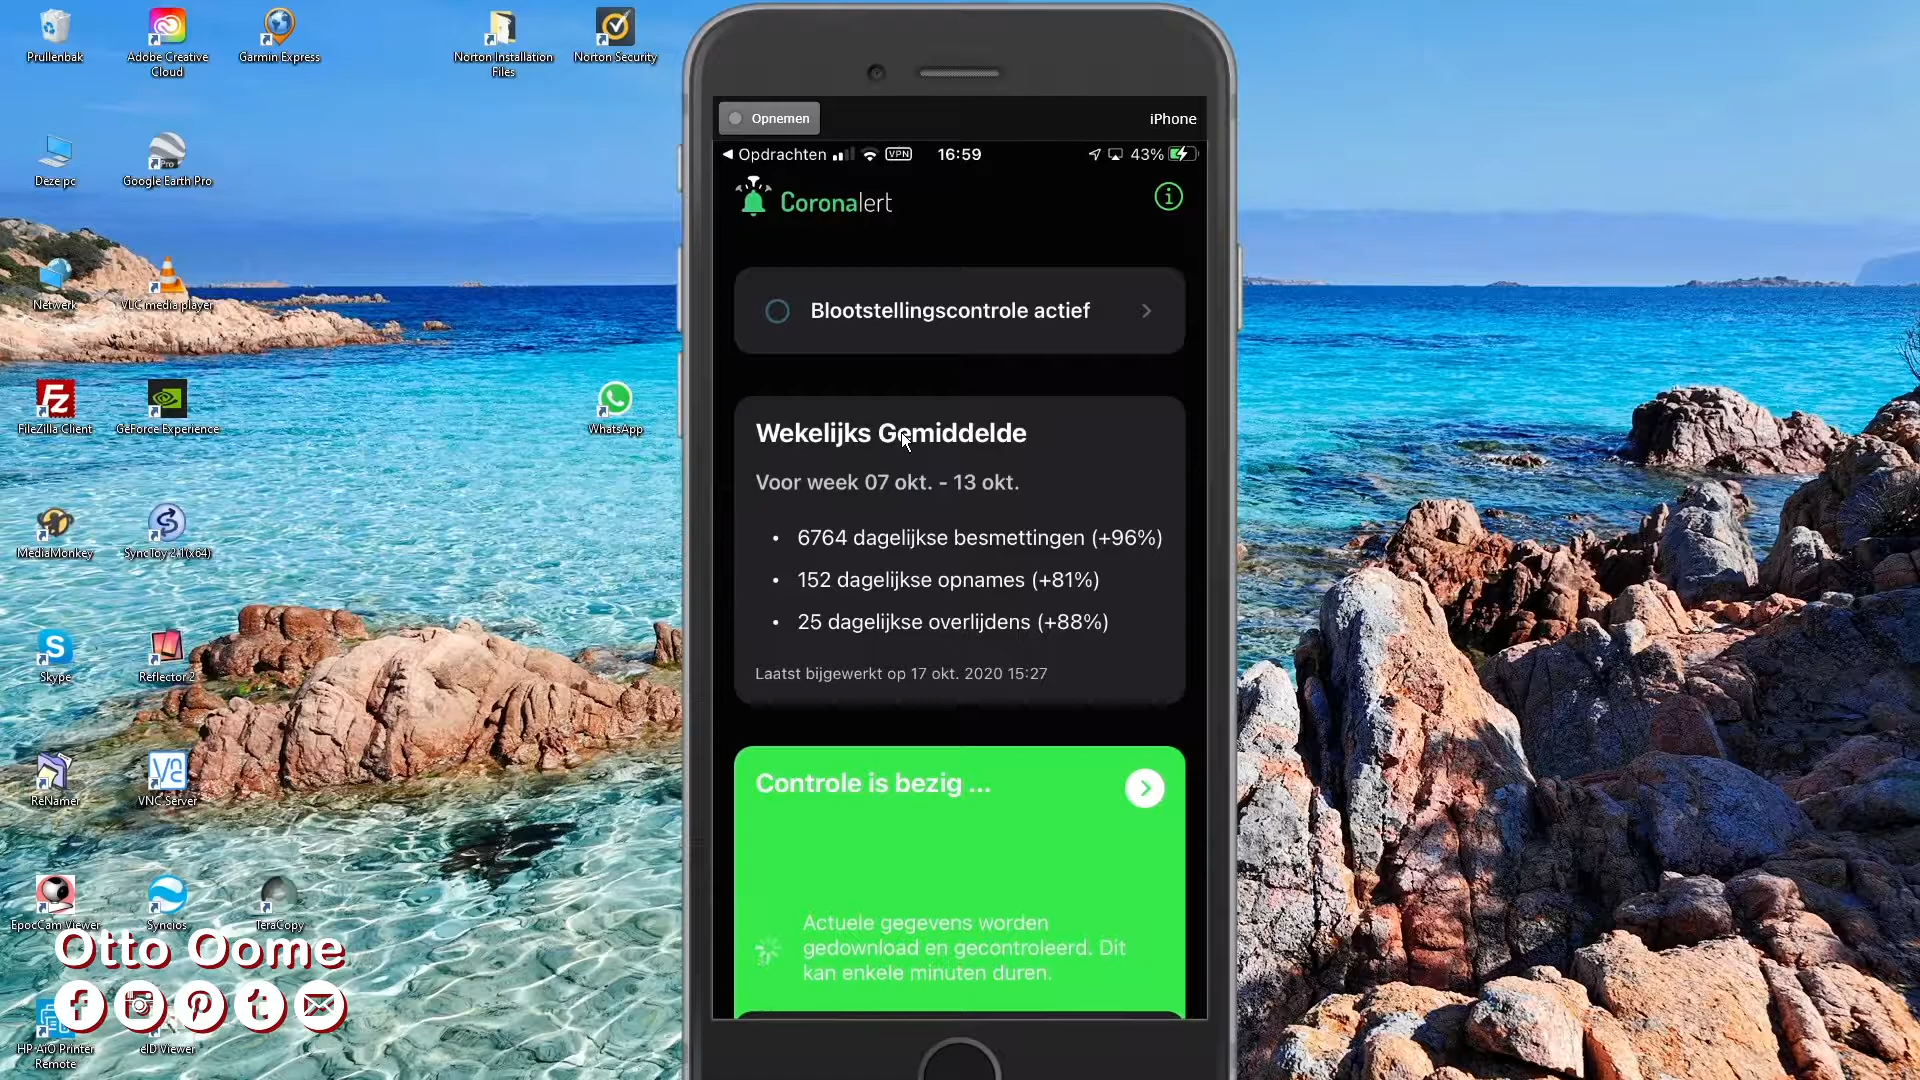 Prullenbak
Adobe Creative
Cloud
Garmin Express
Norton Installation
Files
Norton Security
Deze pc
Pro
Google Earth Pro
Netwerk
VLC media player
FileZilla Client
GeForce Experience
WhatsApp
MediaMonkey
SyncToy 2.1(x64)
Skype
Reflector 2
ReNamer
VNC Server
EpocCam Viewer
Syncios
TeraCopy
Otto Oome
HP AiO Printer
Remote
eID Viewer
Opnemen
iPhone
Opdrachten
VPN
16:59
43%
Coronalert
Blootstellingscontrole actief
Wekelijks Gemiddelde
Voor week 07 okt. - 13 okt.
• 6764 dagelijkse besmettingen (+96%)
• 152 dagelijkse opnames (+81%)
• 25 dagelijkse overlijdens (+88%)
Laatst bijgewerkt op 17 okt. 2020 15:27
Controle is bezig ...
Actuele gegevens worden
gedownload en gecontroleerd. Dit
kan enkele minuten duren.